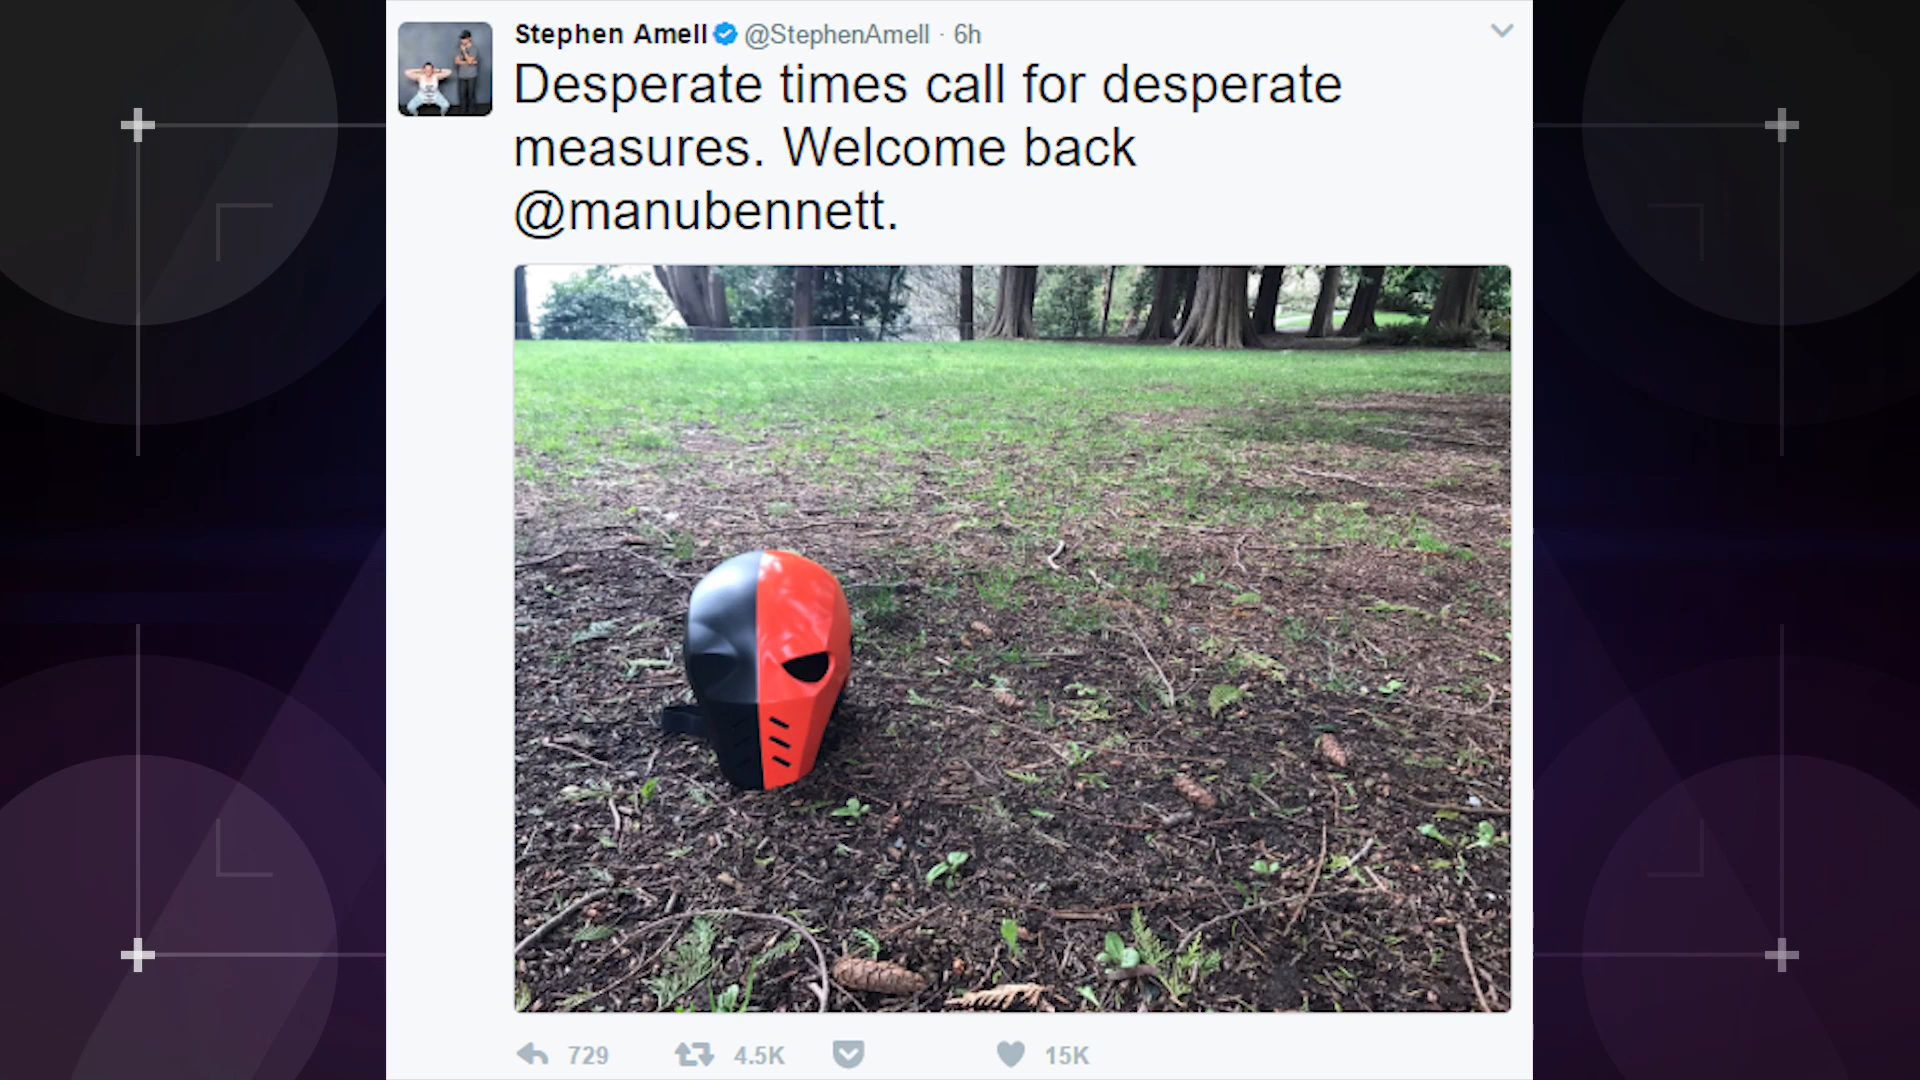 Stephen Amell @StephenAmell · 6h
Desperate times call for desperate
measures. Welcome back
@manubennett.
729 4.5K 15K